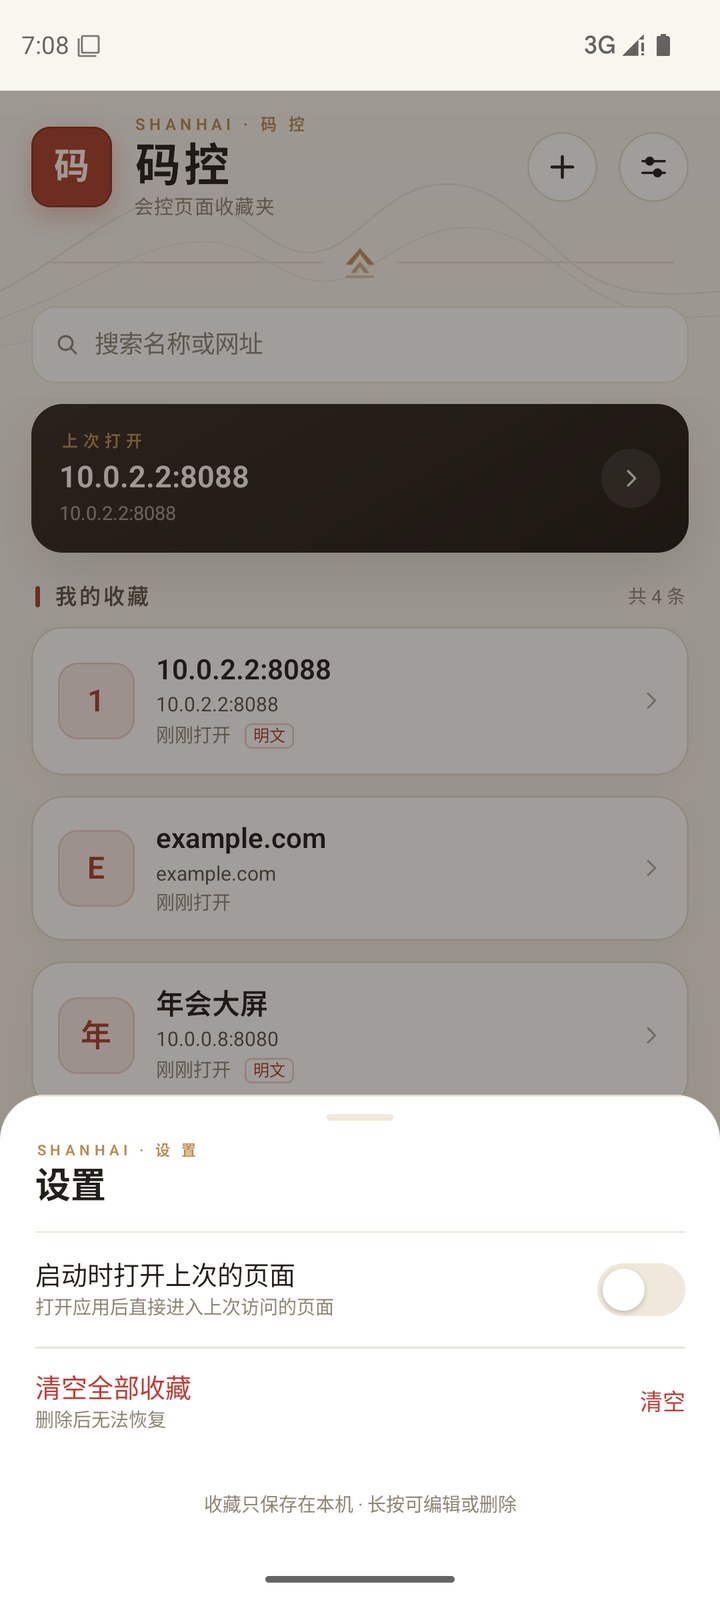 7:08
3G
码
SHANHAI · 码 控
码控
会控页面收藏夹
搜索名称或网址
上次打开
10.0.2.2:8088
10.0.2.2:8088
我的收藏
共 4 条
1
10.0.2.2:8088
10.0.2.2:8088
刚刚打开 明文
E
example.com
example.com
刚刚打开
年
年会大屏
10.0.0.8:8080
刚刚打开 明文
SHANHAI · 设 置
设置
启动时打开上次的页面
打开应用后直接进入上次访问的页面
清空全部收藏
删除后无法恢复
清空
收藏只保存在本机 · 长按可编辑或删除